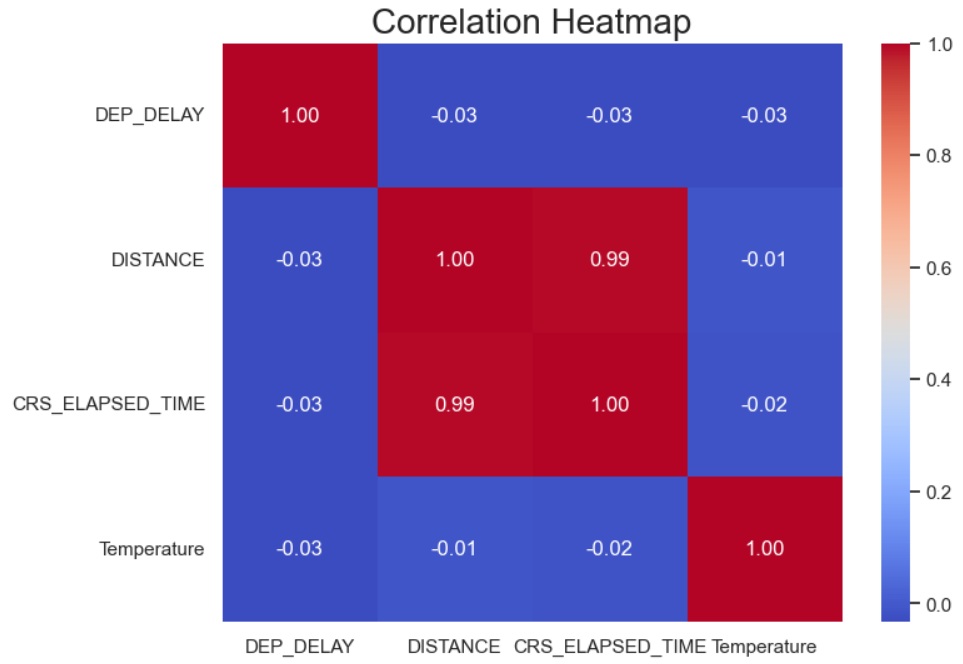 Correlation Heatmap
1.0
DEP_DELAY 1.00 -0.03 -0.03 -0.03
0.8
DISTANCE -0.03 1.00 0.99 -0.01
0.6
0.4
CRS_ELAPSED_TIME -0.03 0.99 1.00 -0.02
0.2
Temperature -0.03 -0.01 -0.02 1.00
0.0
DEP_DELAY DISTANCE CRS_ELAPSED_TIME Temperature